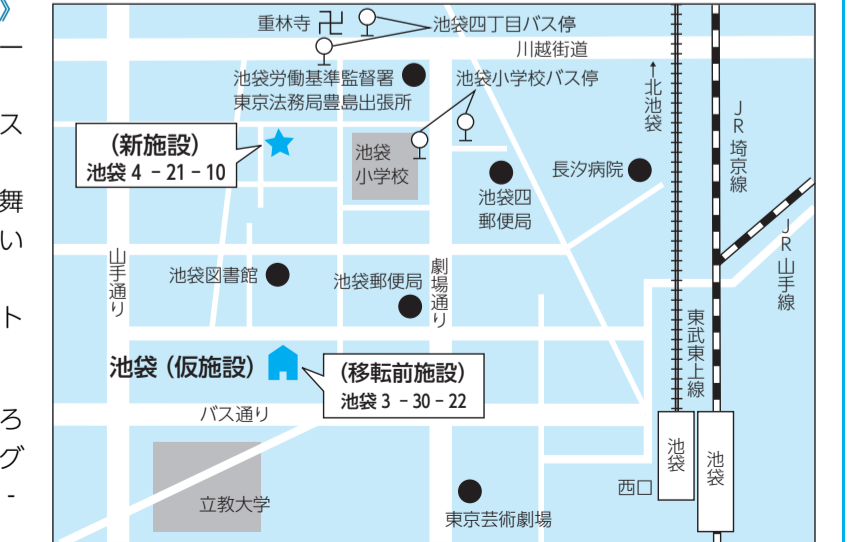 》
ー
ス
舞
い
ト
ろ
グ
-
重林寺
池袋四丁目バス停
川越街道
池袋労働基準監督署
東京法務局豊島出張所
池袋小学校バス停
←北池袋
JR埼京線
(新施設)
池袋4-21-10
池袋
小学校
長汐病院
池袋四
郵便局
山手通り
池袋図書館
池袋郵便局
劇場通り
JR山手線
東武東上線
池袋(仮施設)
(移転前施設)
池袋3-30-22
バス通り
池袋
池袋
西口
立教大学
東京芸術劇場